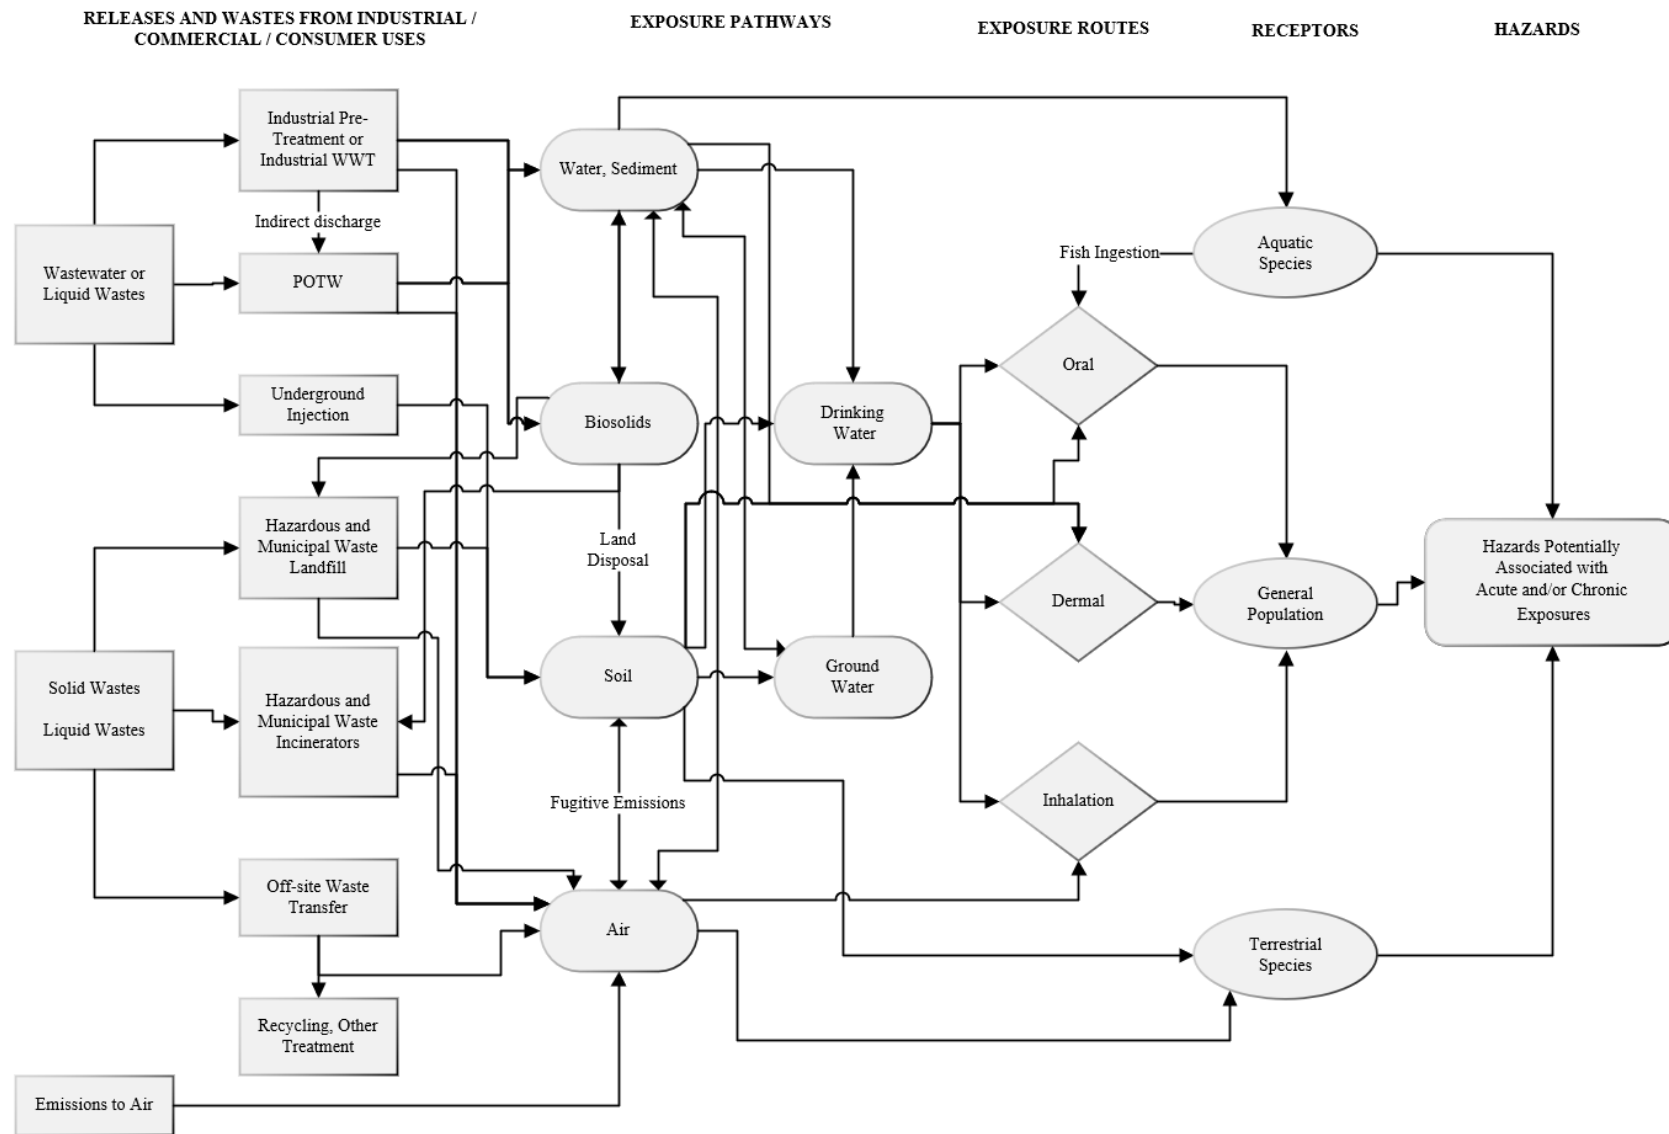 RELEASES AND WASTES FROM INDUSTRIAL /
COMMERCIAL / CONSUMER USES
EXPOSURE PATHWAYS
EXPOSURE ROUTES
RECEPTORS
HAZARDS
Industrial Pre-
Treatment or
Industrial WWT
Indirect discharge
Wastewater or
Liquid Wastes
POTW
Underground
Injection
Hazardous and
Municipal Waste
Landfill
Solid Wastes
Liquid Wastes
Hazardous and
Municipal Waste
Incinerators
Off-site Waste
Transfer
Recycling, Other
Treatment
Emissions to Air
Water, Sediment
Biosolids
Land
Disposal
Soil
Fugitive Emissions
Air
Drinking
Water
Ground
Water
Fish Ingestion
Oral
Dermal
Inhalation
Aquatic
Species
General
Population
Terrestrial
Species
Hazards Potentially
Associated with
Acute and/or Chronic
Exposures